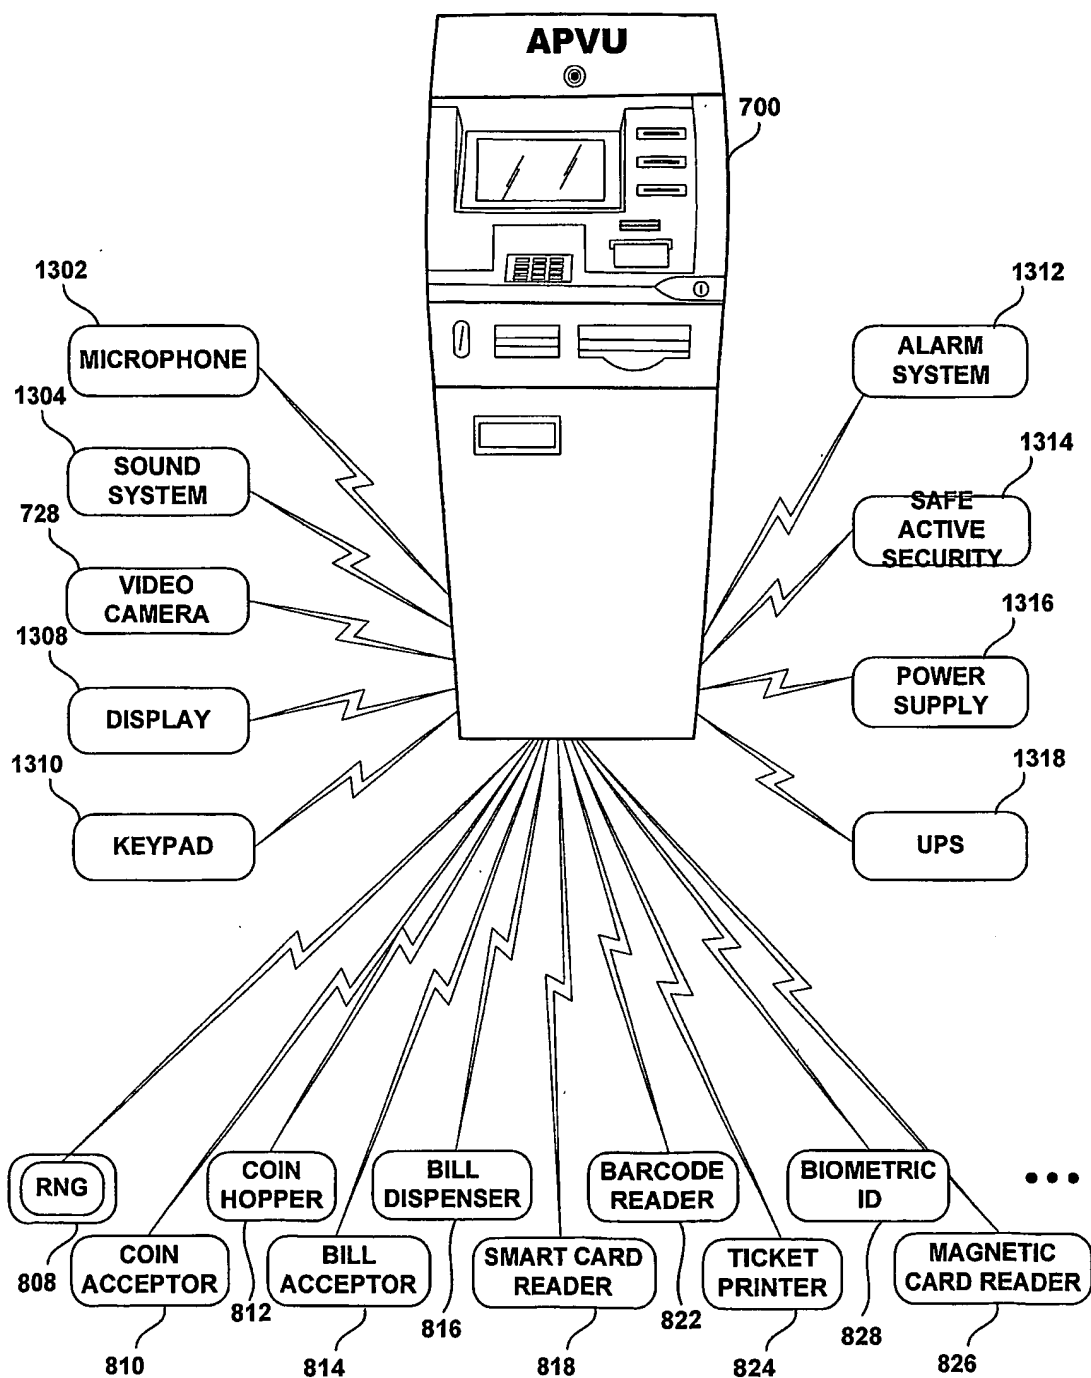 APVU
700
1302
MICROPHONE
1304
SOUND
SYSTEM
728
VIDEO
CAMERA
1308
DISPLAY
1310
KEYPAD
1312
ALARM
SYSTEM
1314
SAFE
ACTIVE
SECURITY
1316
POWER
SUPPLY
1318
UPS
RNG
808
COIN
ACCEPTOR
810
COIN
HOPPER
812
BILL
ACCEPTOR
814
BILL
DISPENSER
816
SMART CARD
READER
818
BARCODE
READER
822
TICKET
PRINTER
824
BIOMETRIC
ID
828
MAGNETIC
CARD READER
826
•••